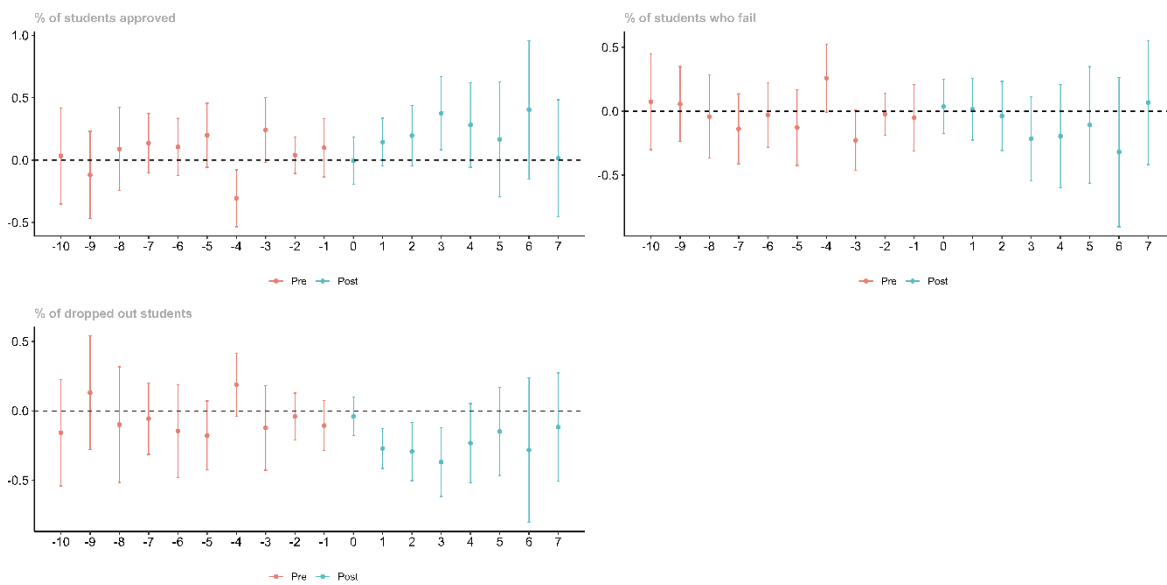 % of students approved
1.0
0.5
0.0
-0.5
-10 -9 -8 -7 -6 -5 -4 -3 -2 -1 0 1 2 3 4 5 6 7
Pre Post
% of students who fail
0.5
0.0
-0.5
-10 -9 -8 -7 -6 -5 -4 -3 -2 -1 0 1 2 3 4 5 6 7
Pre Post
% of dropped out students
0.5
0.0
-0.5
-10 -9 -8 -7 -6 -5 -4 -3 -2 -1 0 1 2 3 4 5 6 7
Pre Post